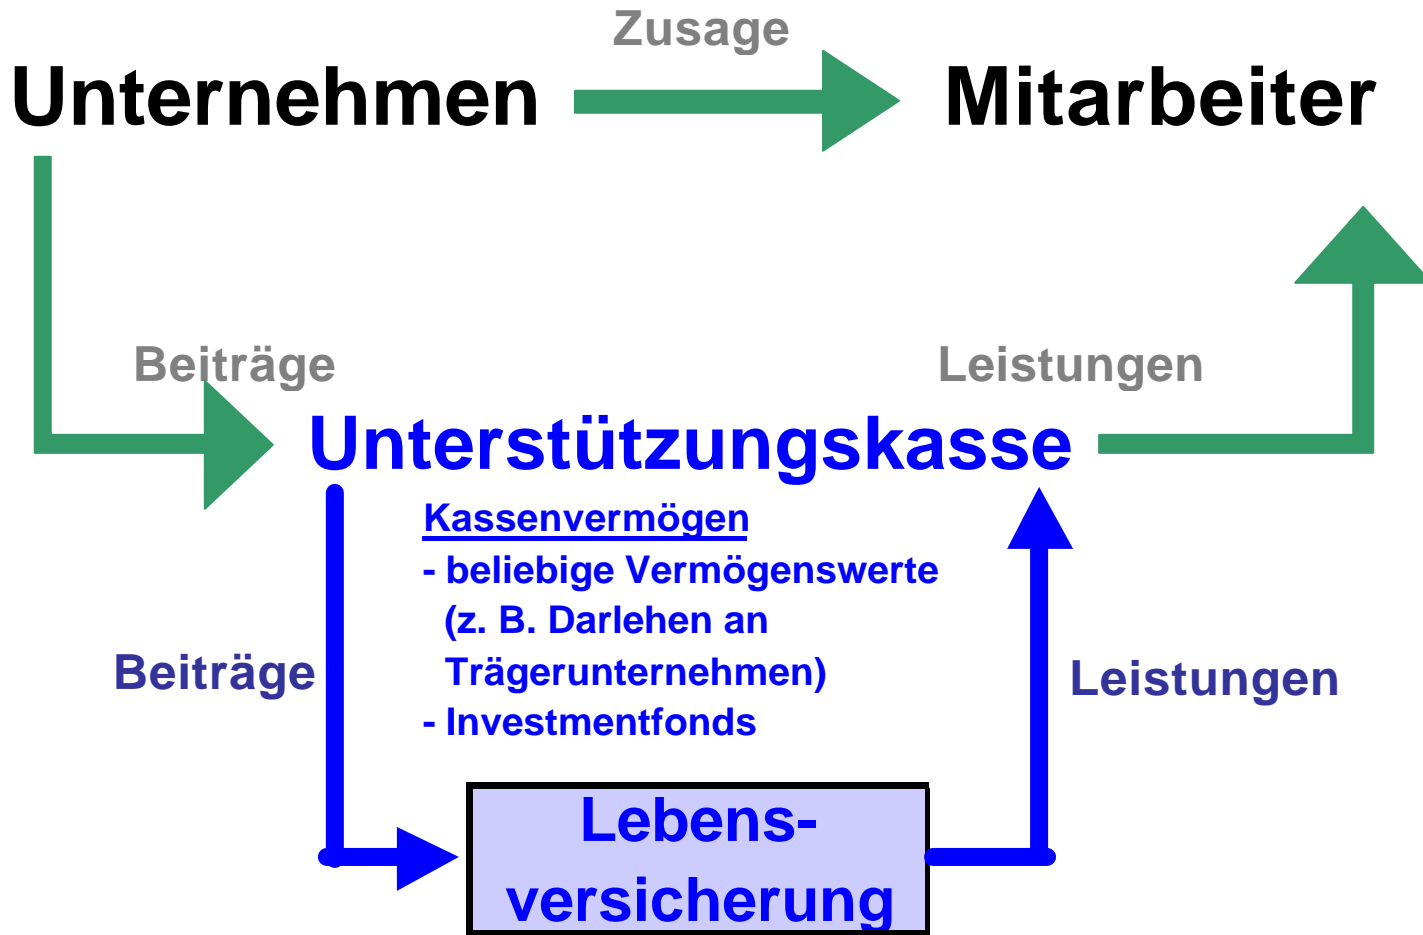 Zusage
Unternehmen
Mitarbeiter
Beiträge
Leistungen
Unterstützungskasse
Kassenvermögen
- beliebige Vermögenswerte
(z. B. Darlehen an
Trägerunternehmen)
- Investmentfonds
Beiträge
Leistungen
Lebens-
versicherung